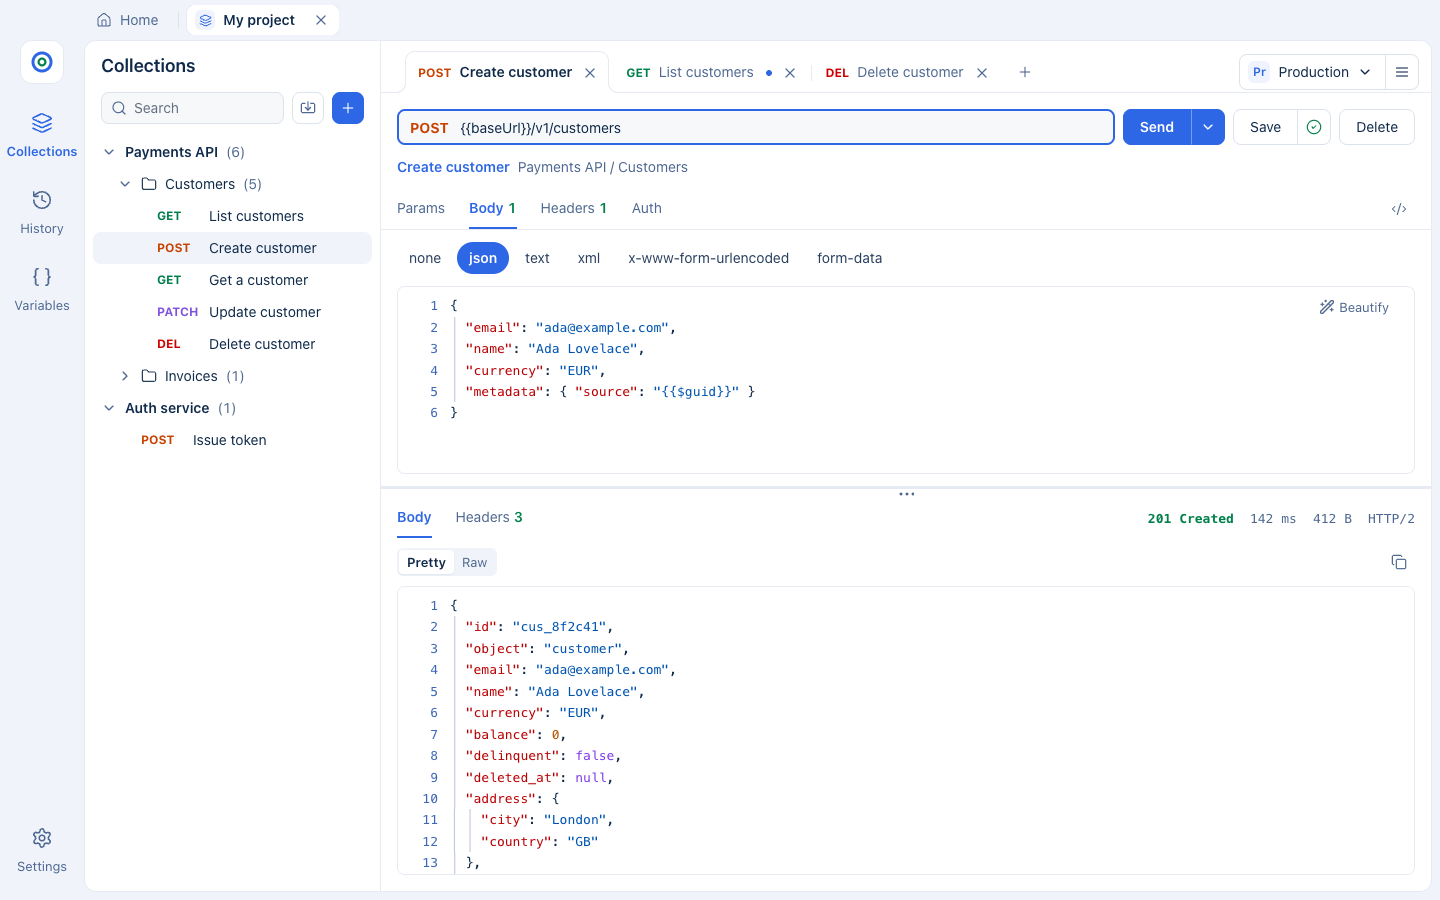 Home
My project
Collections
History
Variables
Settings
Collections
Search
Payments API (6)
Customers (5)
GET List customers
POST Create customer
GET Get a customer
PATCH Update customer
DEL Delete customer
Invoices (1)
Auth service (1)
POST Issue token
POST Create customer
GET List customers
DEL Delete customer
Pr Production
POST {{baseUrl}}/v1/customers
Send
Save
Delete
Create customer Payments API / Customers
Params Body 1 Headers 1 Auth
</>
none json text xml x-www-form-urlencoded form-data
Beautify
1 {
2 "email": "ada@example.com",
3 "name": "Ada Lovelace",
4 "currency": "EUR",
5 "metadata": { "source": "{{$guid}}" }
6 }
Body Headers 3
201 Created 142 ms 412 B HTTP/2
Pretty Raw
1 {
2 "id": "cus_8f2c41",
3 "object": "customer",
4 "email": "ada@example.com",
5 "name": "Ada Lovelace",
6 "currency": "EUR",
7 "balance": 0,
8 "delinquent": false,
9 "deleted_at": null,
10 "address": {
11 "city": "London",
12 "country": "GB"
13 },